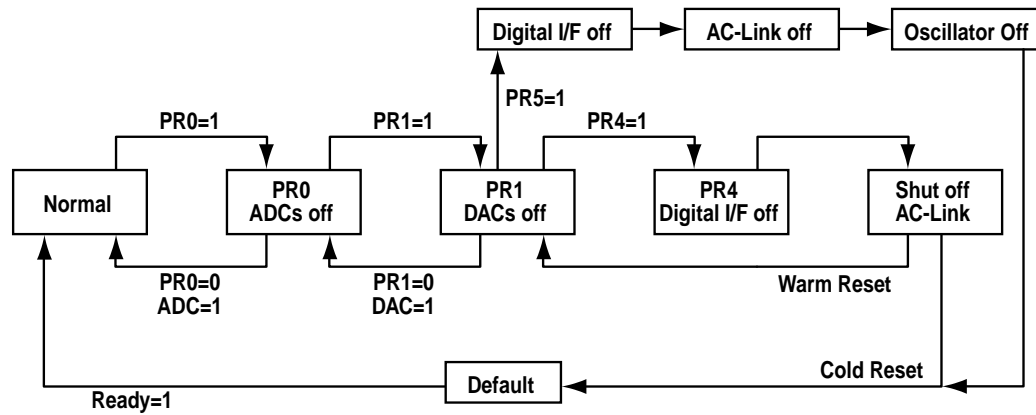 Digital I/F off
AC-Link off
Oscillator Off
PR5=1
PR0=1
PR1=1
PR4=1
Normal
PR0
ADCs off
PR1
DACs off
PR4
Digital I/F off
Shut off
AC-Link
PR0=0
ADC=1
PR1=0
DAC=1
Warm Reset
Default
Cold Reset
Ready=1